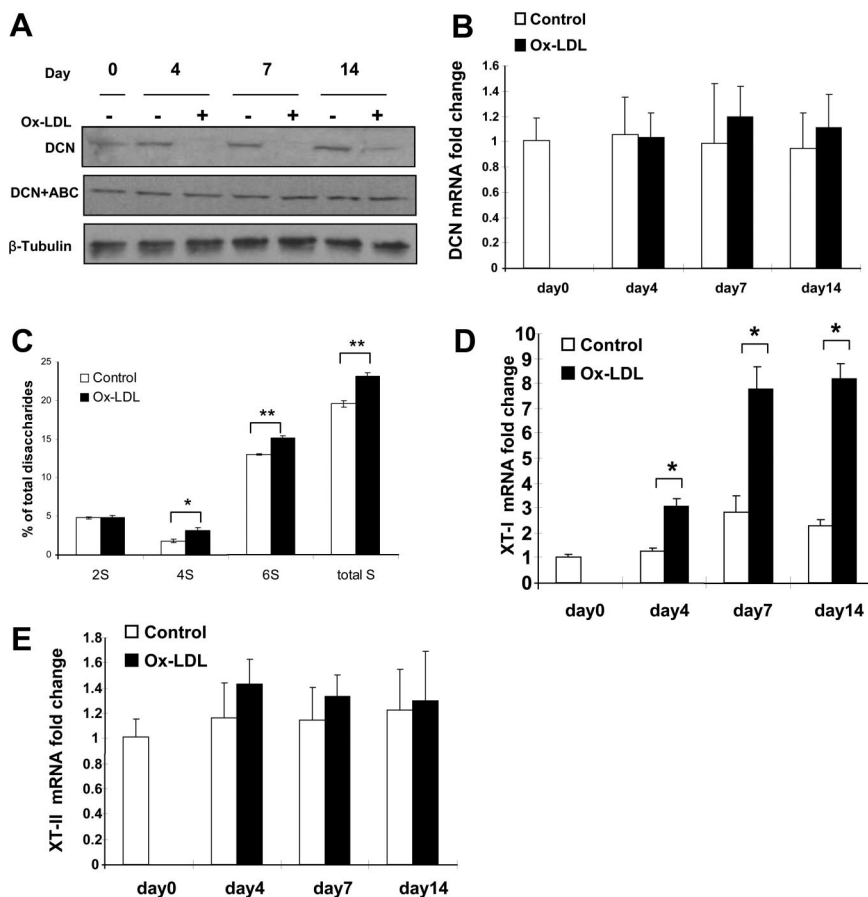 A
Day 0 4 7 14
Ox-LDL - - + - + - +
DCN
DCN+ABC
β-Tubulin
B
Control
Ox-LDL
DCN mRNA fold change
1.6
1.4
1.2
1
0.8
0.6
0.4
0.2
0
day0 day4 day7 day14
C
Control
Ox-LDL
% of total disaccharides
25
20
15
10
5
0
*
**
**
2S 4S 6S total S
D
Control
Ox-LDL
XT-I mRNA fold change
10
9
8
7
6
5
4
3
2
1
0
*
*
*
day0 day4 day7 day14
E
Control
Ox-LDL
XT-II mRNA fold change
1.8
1.6
1.4
1.2
1
0.8
0.6
0.4
0.2
0
day0 day4 day7 day14